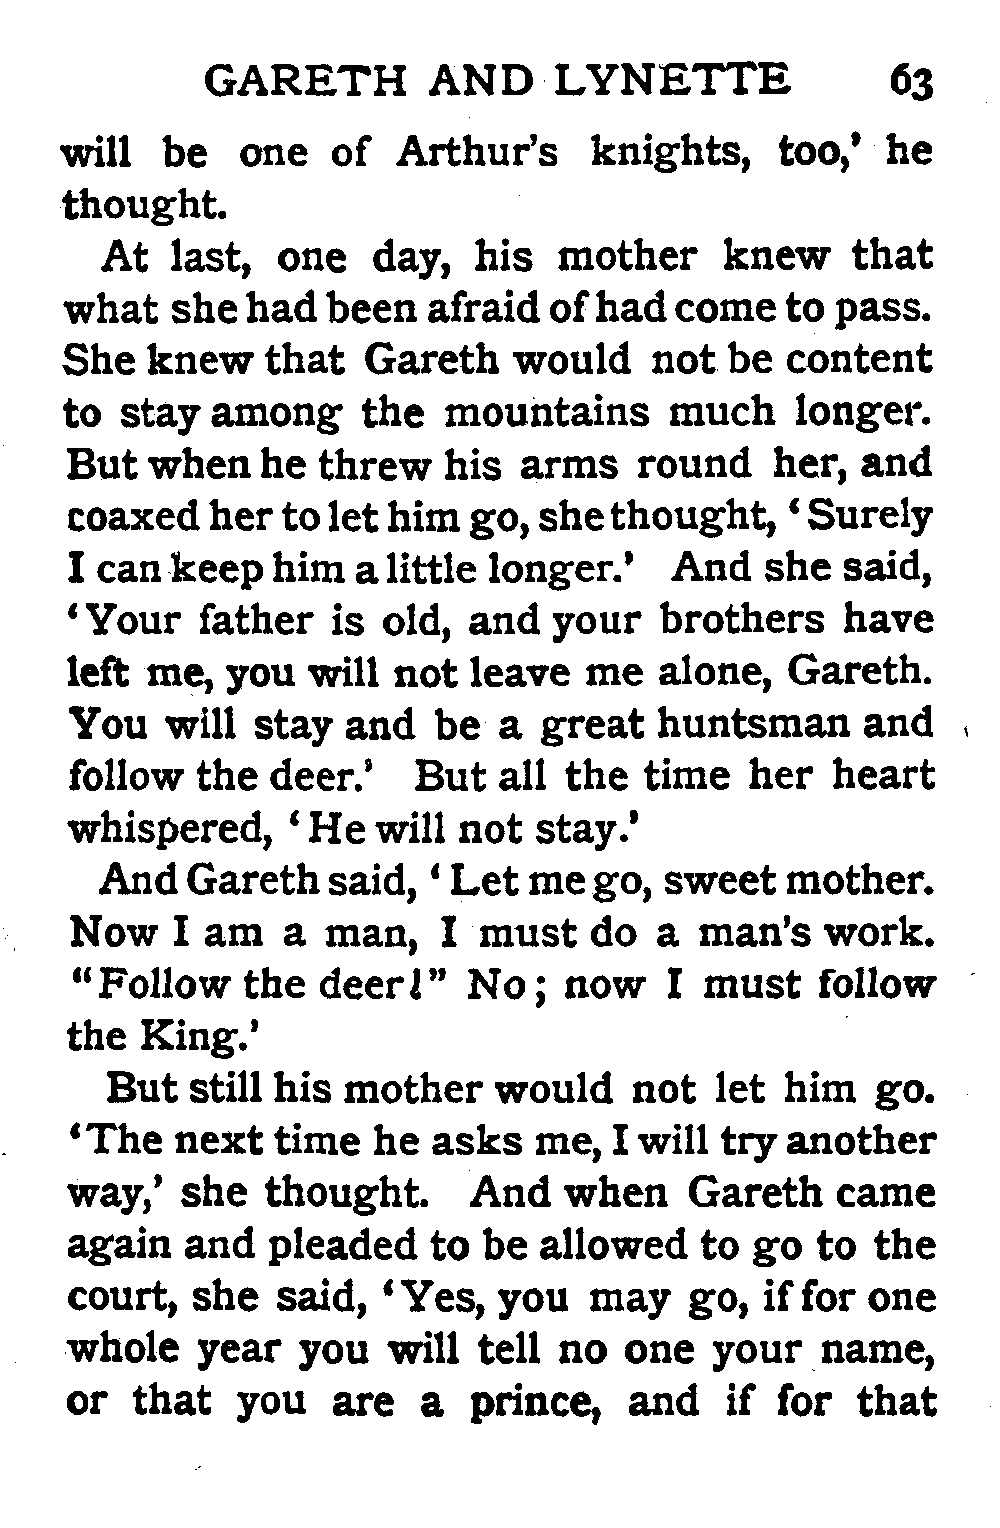 GARETH AND LYNETTE 63
will be one of Arthur's knights, too,' he
thought.
At last, one day, his mother knew that
what she had been afraid of had come to pass.
She knew that Gareth would not be content
to stay among the mountains much longer.
But when he threw his arms round her, and
coaxed her to let him go, she thought, ‘Surely
I can keep him a little longer.’ And she said,
‘Your father is old, and your brothers have
left me, you will not leave me alone, Gareth.
You will stay and be a great huntsman and
follow the deer.’ But all the time her heart
whispered, ‘He will not stay.’
And Gareth said, ‘Let me go, sweet mother.
Now I am a man, I must do a man's work.
“Follow the deer!” No; now I must follow
the King.’
But still his mother would not let him go.
‘The next time he asks me, I will try another
way,’ she thought. And when Gareth came
again and pleaded to be allowed to go to the
court, she said, ‘Yes, you may go, if for one
whole year you will tell no one your name,
or that you are a prince, and if for that